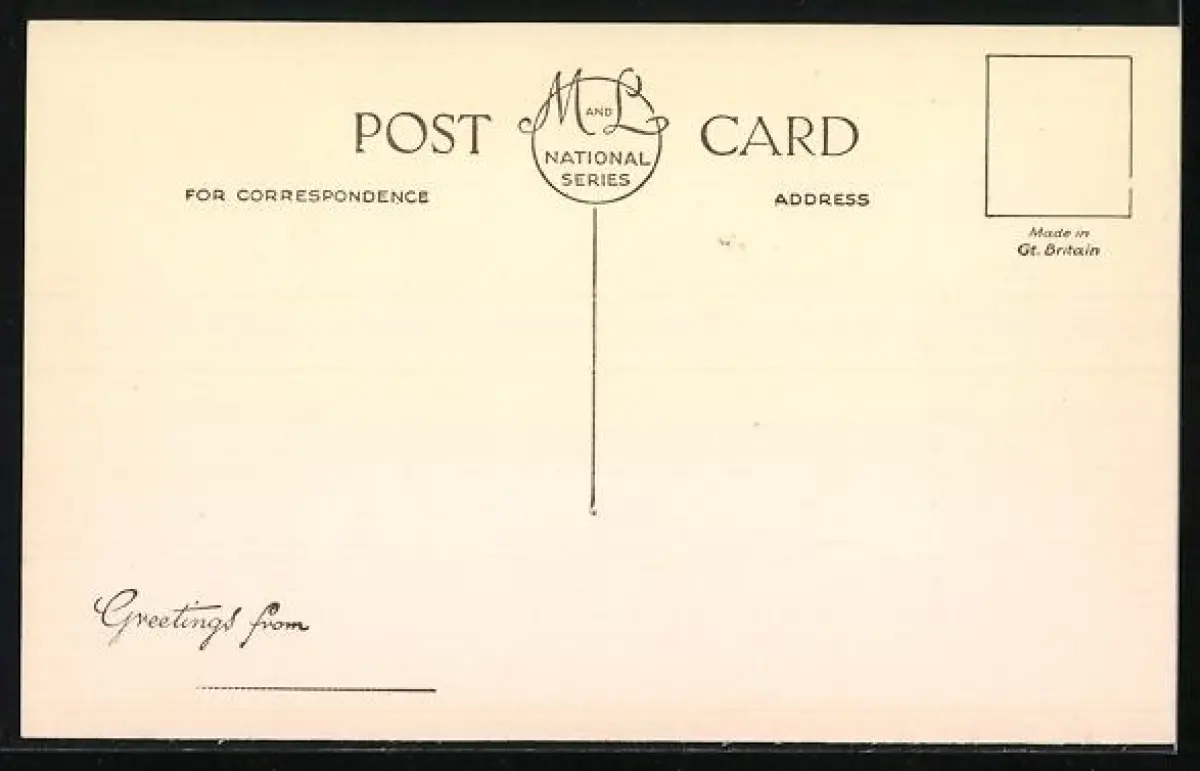 POST M AND L CARD
NATIONAL
SERIES
FOR CORRESPONDENCE
ADDRESS
Made in
Gt. Britain
Greetings from